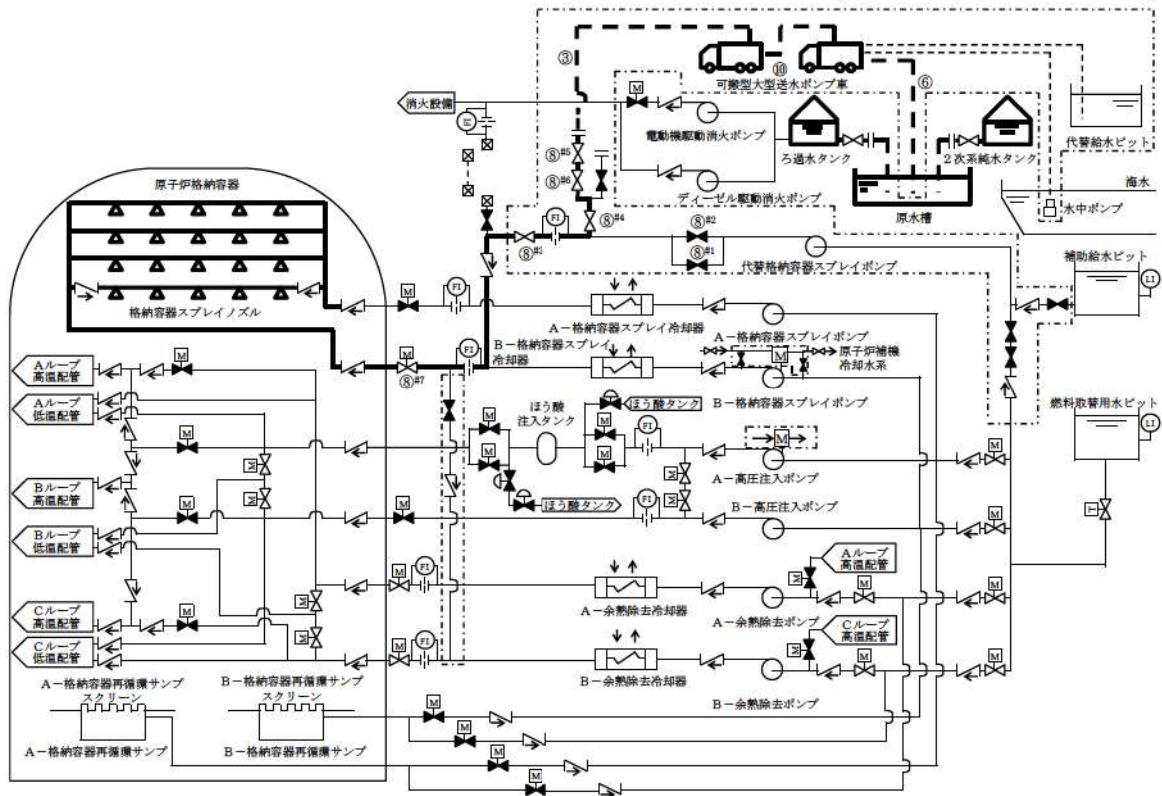 ③
⑩
⑥
可搬型大型送水ポンプ車
消火設備
M
FI
電動機駆動消火ポンプ
ろ過水タンク
2次系純水タンク
代替給水ピット
⑧#5
⑧#6
ディーゼル駆動消火ポンプ
原水槽
海水
水中ポンプ
原子炉格納容器
⑧#4
FI
⑧#3
⑧#2
⑧#1
代替格納容器スプレイポンプ
補助給水ピット
LI
格納容器スプレイノズル
M
FI
A-格納容器スプレイ冷却器
A-格納容器スプレイポンプ
B-格納容器スプレイ
冷却器
原子炉補機
冷却水系
M
M
FI
⑧#7
B-格納容器スプレイポンプ
燃料取替用水ピット
LI
Aループ
高温配管
M
Aループ
低温配管
ほう酸
注入タンク
ほう酸タンク
M
M
M
M
M
FI
M
A-高圧注入ポンプ
M
M
M
ほう酸タンク
Bループ
高温配管
M
M
M
M
FI
B-高圧注入ポンプ
M
T
Bループ
低温配管
Aループ
高温配管
M
FI
M
M
M
M
A-余熱除去冷却器
A-余熱除去ポンプ
Cループ
高温配管
M
M
Cループ
高温配管
Cループ
低温配管
M
FI
M
M
M
B-余熱除去冷却器
B-余熱除去ポンプ
A-格納容器再循環サンプ
スクリーン
B-格納容器再循環サンプ
スクリーン
M
M
A-格納容器再循環サンプ
B-格納容器再循環サンプ
M
M